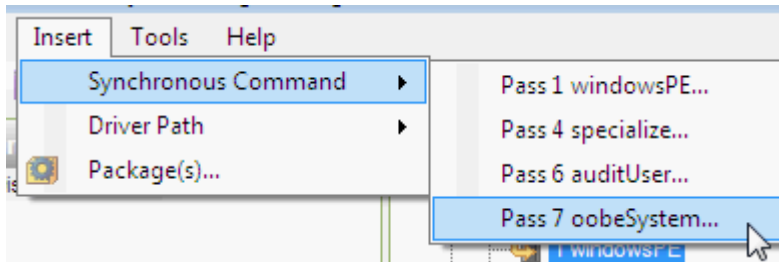 Insert Tools Help
Synchronous Command
Driver Path
Package(s)...
Pass 1 windowsPE...
Pass 4 specialize...
Pass 6 auditUser...
Pass 7 oobeSystem...
1 windowsPE